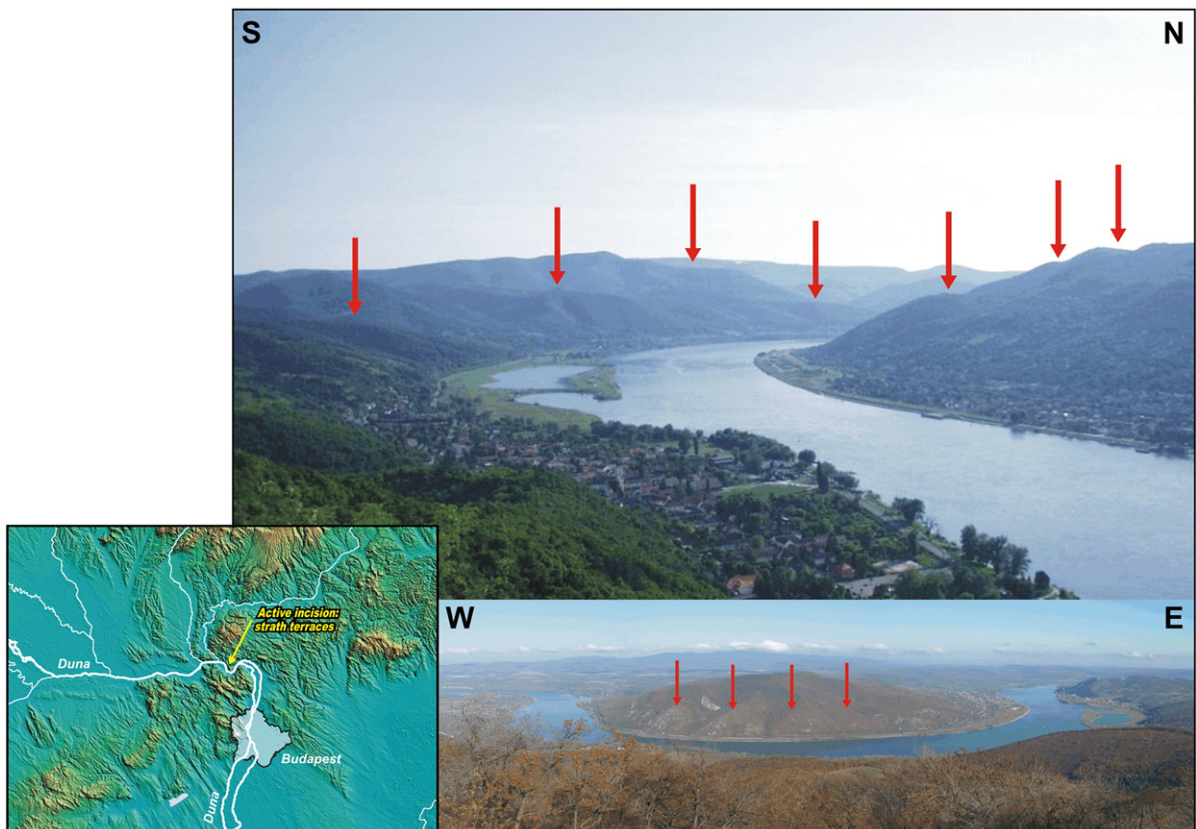 S
N
W
E
Active incision:
strath terraces
Duna
Budapest
Duna